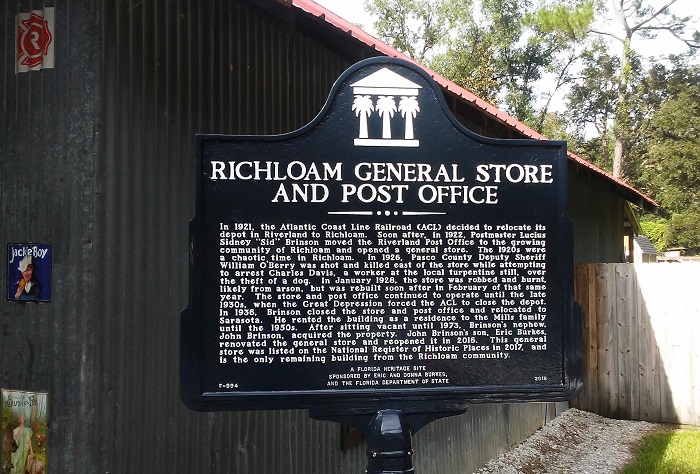 R
Jack & Boy
RICHLOAM GENERAL STORE
AND POST OFFICE
In 1921, the Atlantic Coast Line Railroad (ACL) decided to relocate its
depot in Riverland to Richloam. Soon after, in 1922, Postmaster Lucius
Sidney "Sid" Brinson moved the Riverland Post Office to the growing
community of Richloam and opened a general store. The 1920s were
a chaotic time in Richloam. In 1926, Pasco County Deputy Sheriff
William O'Berry was shot and killed east of the store while attempting
to arrest Charles Davis, a worker at the local turpentine still, over
the theft of a dog. In January 1928, the store was robbed and burnt,
likely from arson, but was rebuilt soon after in February of that same
year. The store and post office continued to operate until the late
1930s, when the Great Depression forced the ACL to close the depot.
In 1936, Brinson closed the store and post office and relocated to
Sarasota. He rented the building as a residence to the Mills family
until the 1950s. After sitting vacant until 1973, Brinson's nephew,
John Brinson, acquired the property. John Brinson's son, Eric Burkes,
renovated the general store and reopened it in 2016. This general
store was listed on the National Register of Historic Places in 2017, and
is the only remaining building from the Richloam community.
A FLORIDA HERITAGE SITE
SPONSORED BY ERIC AND DONNA BURKES,
AND THE FLORIDA DEPARTMENT OF STATE
F-994 2018